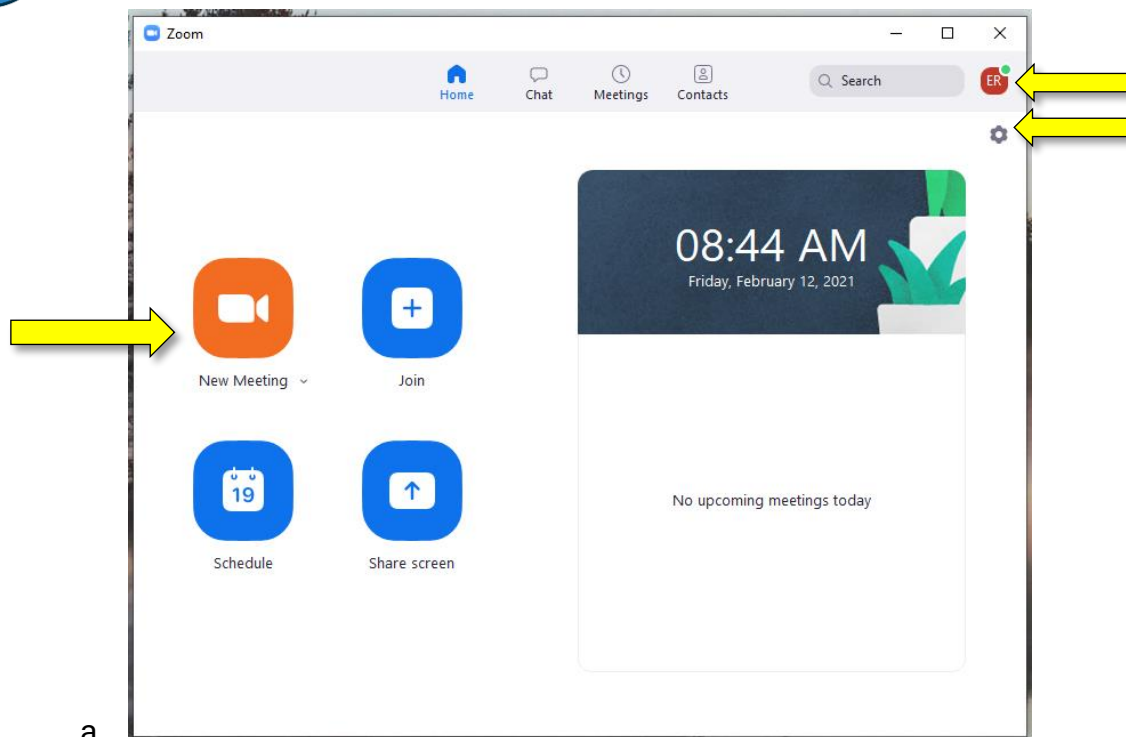 Zoom
Home Chat Meetings Contacts Search ER
08:44 AM
Friday, February 12, 2021
New Meeting Join
19
Schedule Share screen
No upcoming meetings today
a